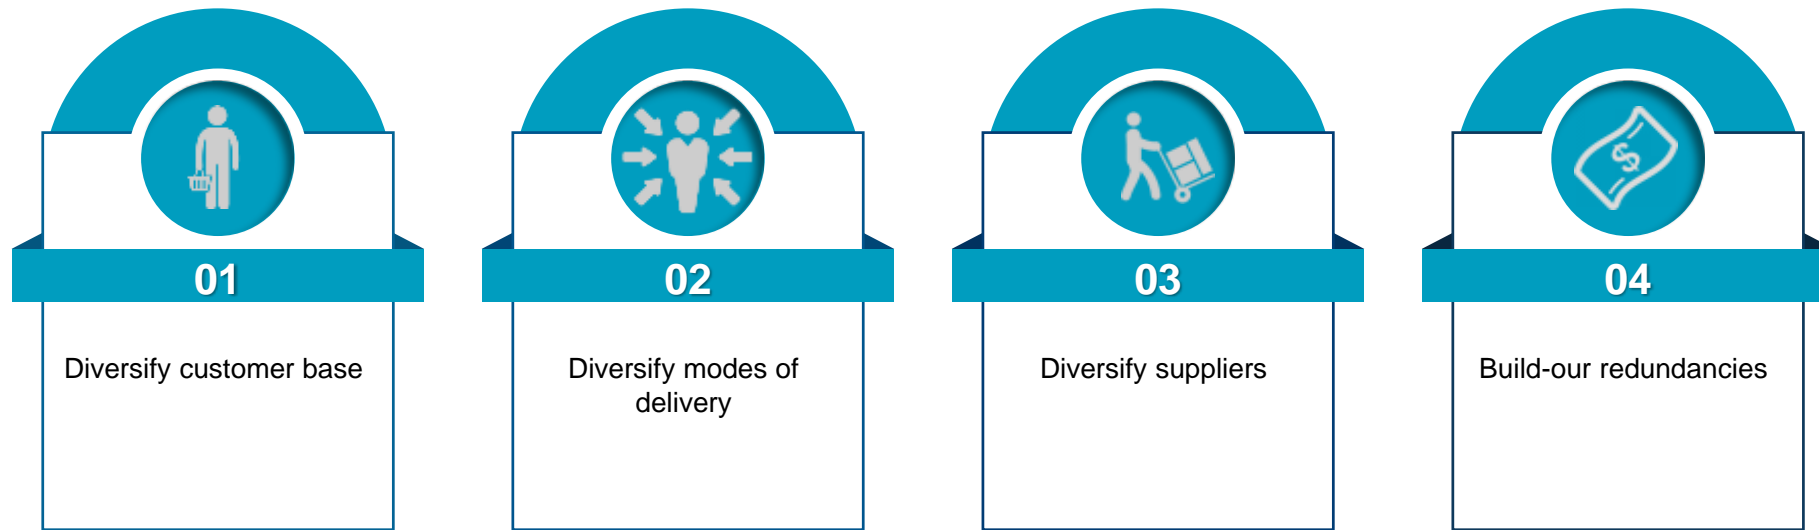 01
Diversify customer base
02
Diversify modes of
delivery
03
Diversify suppliers
$
04
Build-our redundancies